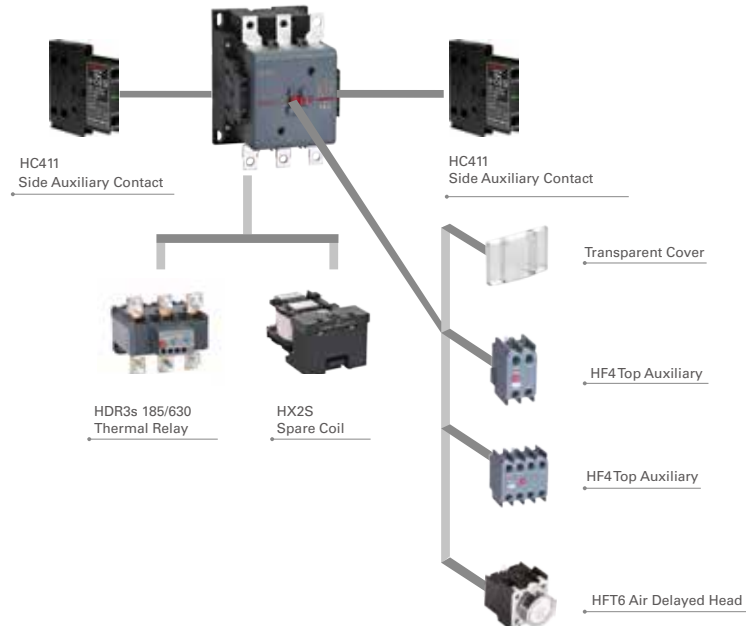 HC411
Side Auxiliary Contact
HC411
Side Auxiliary Contact
Transparent Cover
HF4 Top Auxiliary
HDR3s 185/630
Thermal Relay
HX2S
Spare Coil
HF4 Top Auxiliary
HFT6 Air Delayed Head